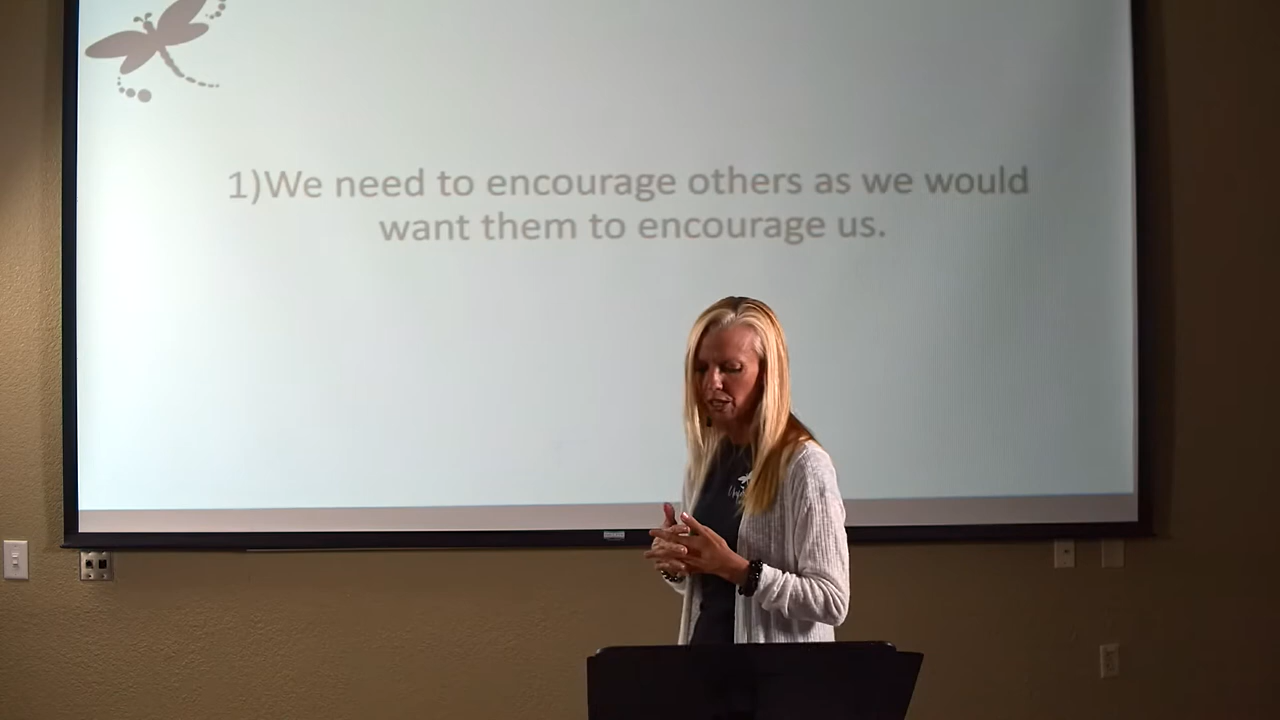 1)We need to encourage others as we would
want them to encourage us.